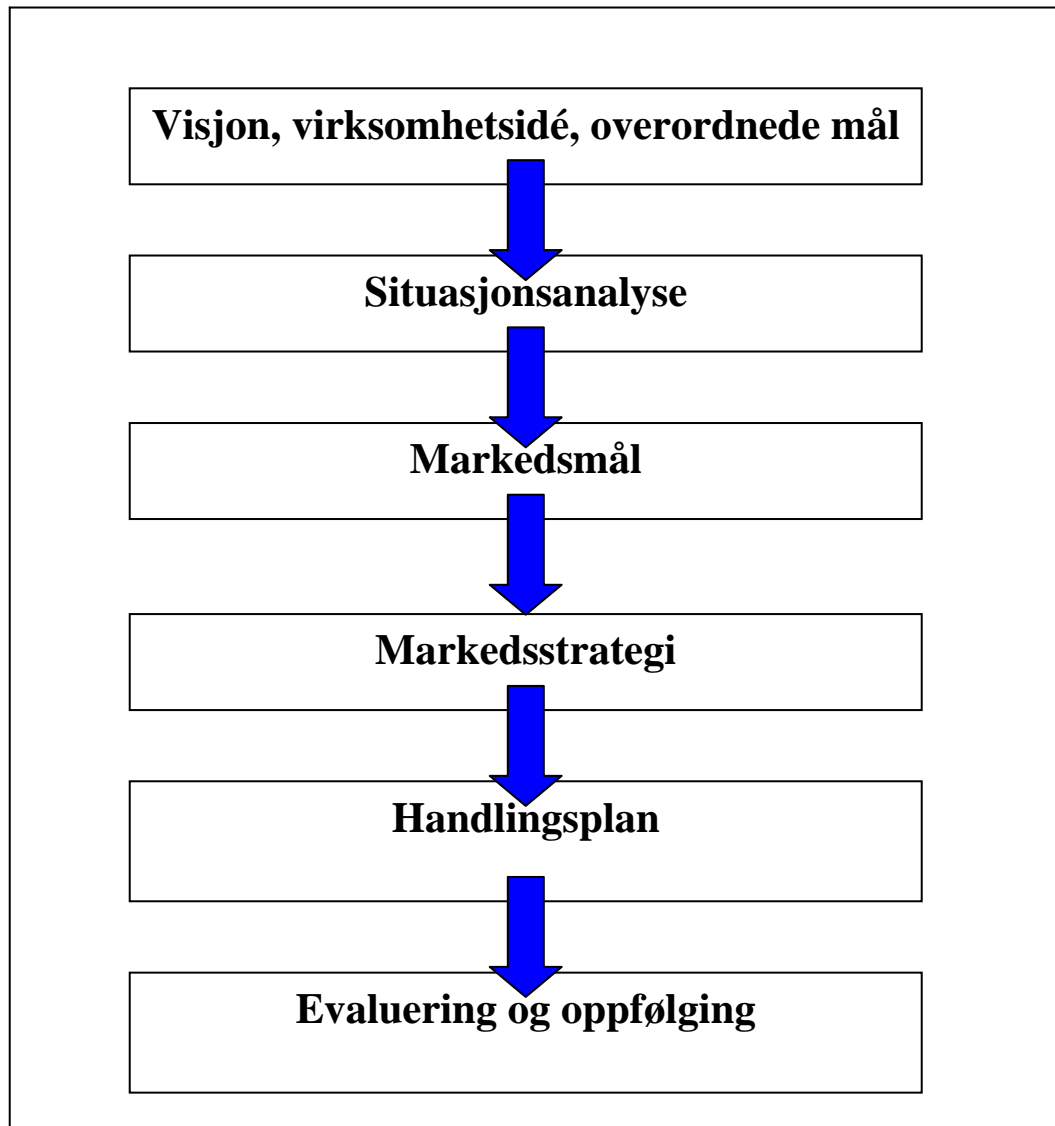 Visjon, virksomhetsidé, overordnede mål
Situasjonsanalyse
Markedsmål
Markedsstrategi
Handlingsplan
Evaluering og oppfølging